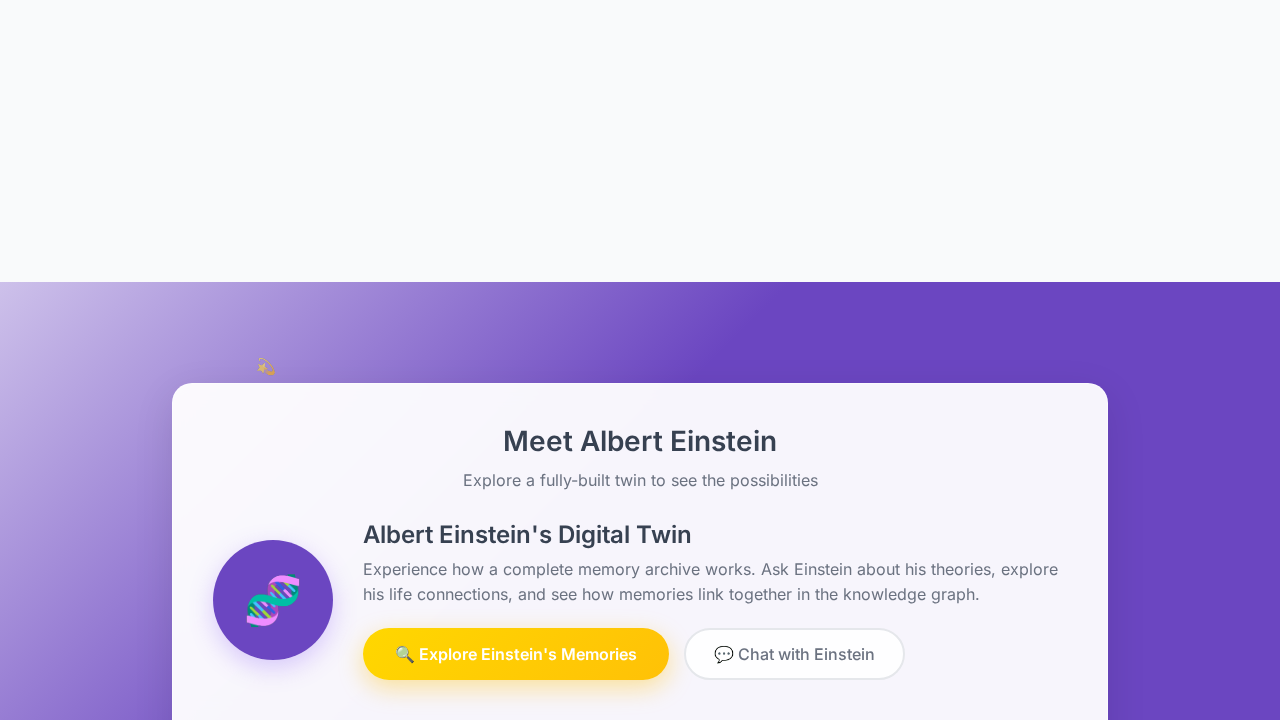 Meet Albert Einstein
Explore a fully-built twin to see the possibilities
Albert Einstein's Digital Twin
Experience how a complete memory archive works. Ask Einstein about his theories, explore
his life connections, and see how memories link together in the knowledge graph.
🔍 Explore Einstein's Memories
💬 Chat with Einstein